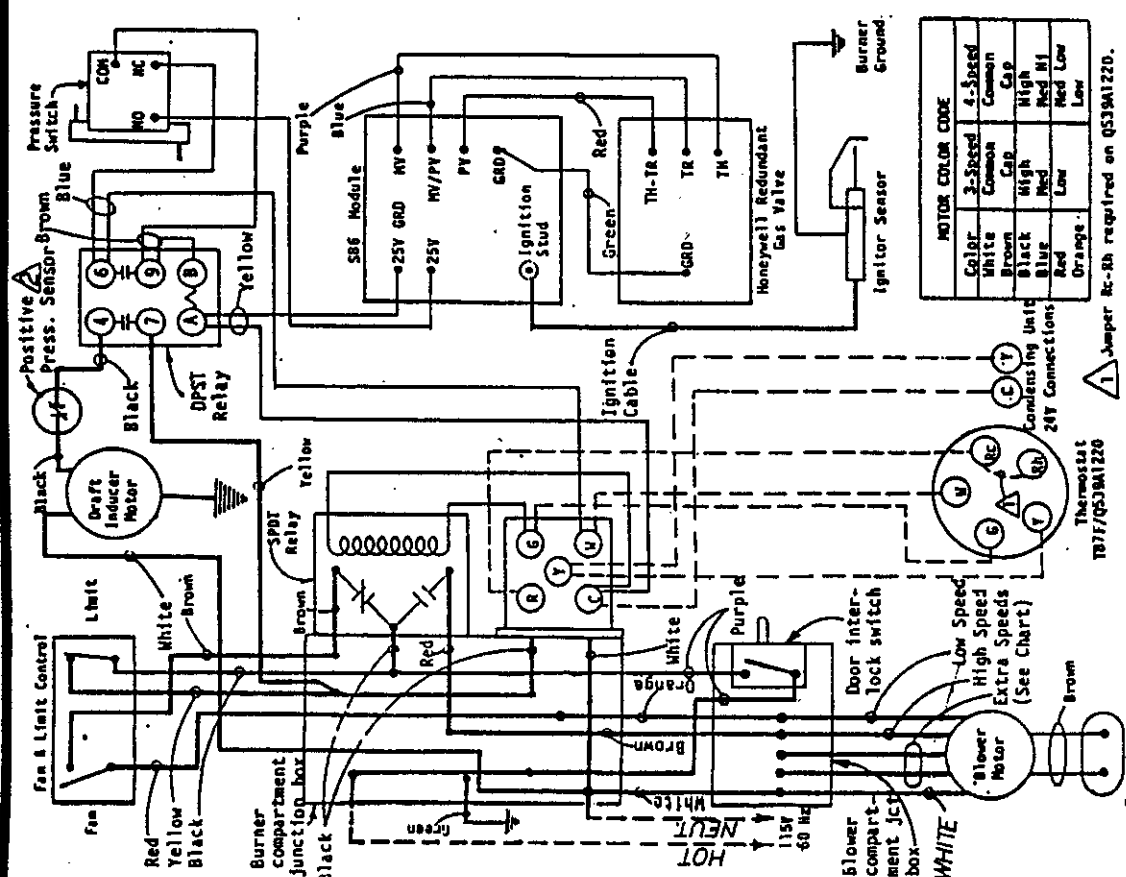 Pressure
Switch
COM
NC
NO
Blue
Brown
Positive
Press. Sensor
2
6
9
B
4
7
A
DPST
Relay
Yellow
Black
Black
Draft
Inducer
Motor
Yellow
White
Brown
Limit
Fan & Limit Control
Fan
Red
Yellow
Black
Purple
Blue
S86 Module
25V GRD
25V
MV
MV/PV
PV
GRD
Ignition
Stud
Red
Green
TH-TR
TR
TH
GRD
Honeywell Redundant
Gas Valve
Burner
Ground
Ignitor Sensor
Ignition
Cable
SPDT
Relay
Brown
Red
G
R
Y
W
C
White
Orange
Brown
White
Green
Burner
compartment
junction box
Black
HOT
NEUT.
115V
60 Hz
Purple
Door inter-
lock switch
Low Speed
High Speed
Extra Speeds
(See Chart)
Blower
Motor
Brown
Blower
compart-
ment jct
box
WHITE
C
Y
Condensing Unit
24V Connections
W
Rc
Rh
G
Y
1
Thermostat
T87F/Q539A1220
MOTOR COLOR CODE
Color 3-Speed 4-Speed
White Common Common
Brown Cap Cap
Black High High
Blue Med Med Hi
Red Low Med Low
Orange - Low
1 Jumper Rc-Rh required on Q539A1220.